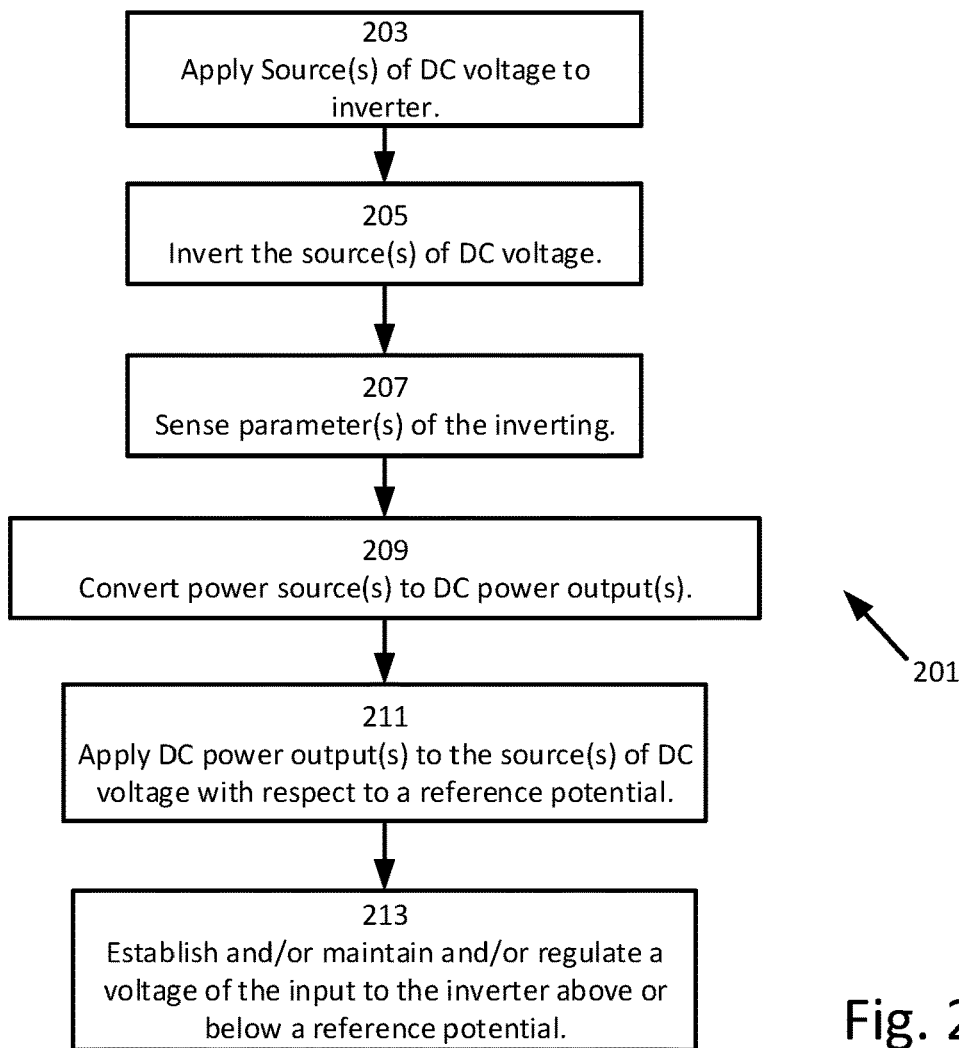 203
Apply Source(s) of DC voltage to
inverter.
205
Invert the source(s) of DC voltage.
207
Sense parameter(s) of the inverting.
209
Convert power source(s) to DC power output(s).
201
211
Apply DC power output(s) to the source(s) of DC
voltage with respect to a reference potential.
213
Establish and/or maintain and/or regulate a
voltage of the input to the inverter above or
below a reference potential.
Fig. 2